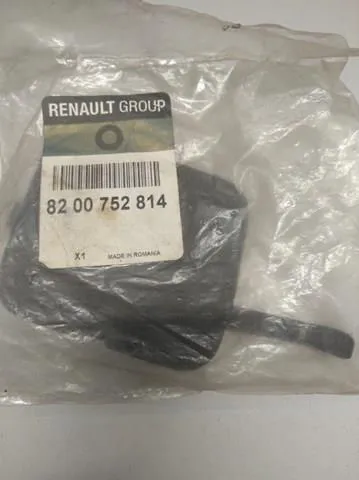 RENAULT GROUP
82 00 752 814
X1 MADE IN ROMANIA